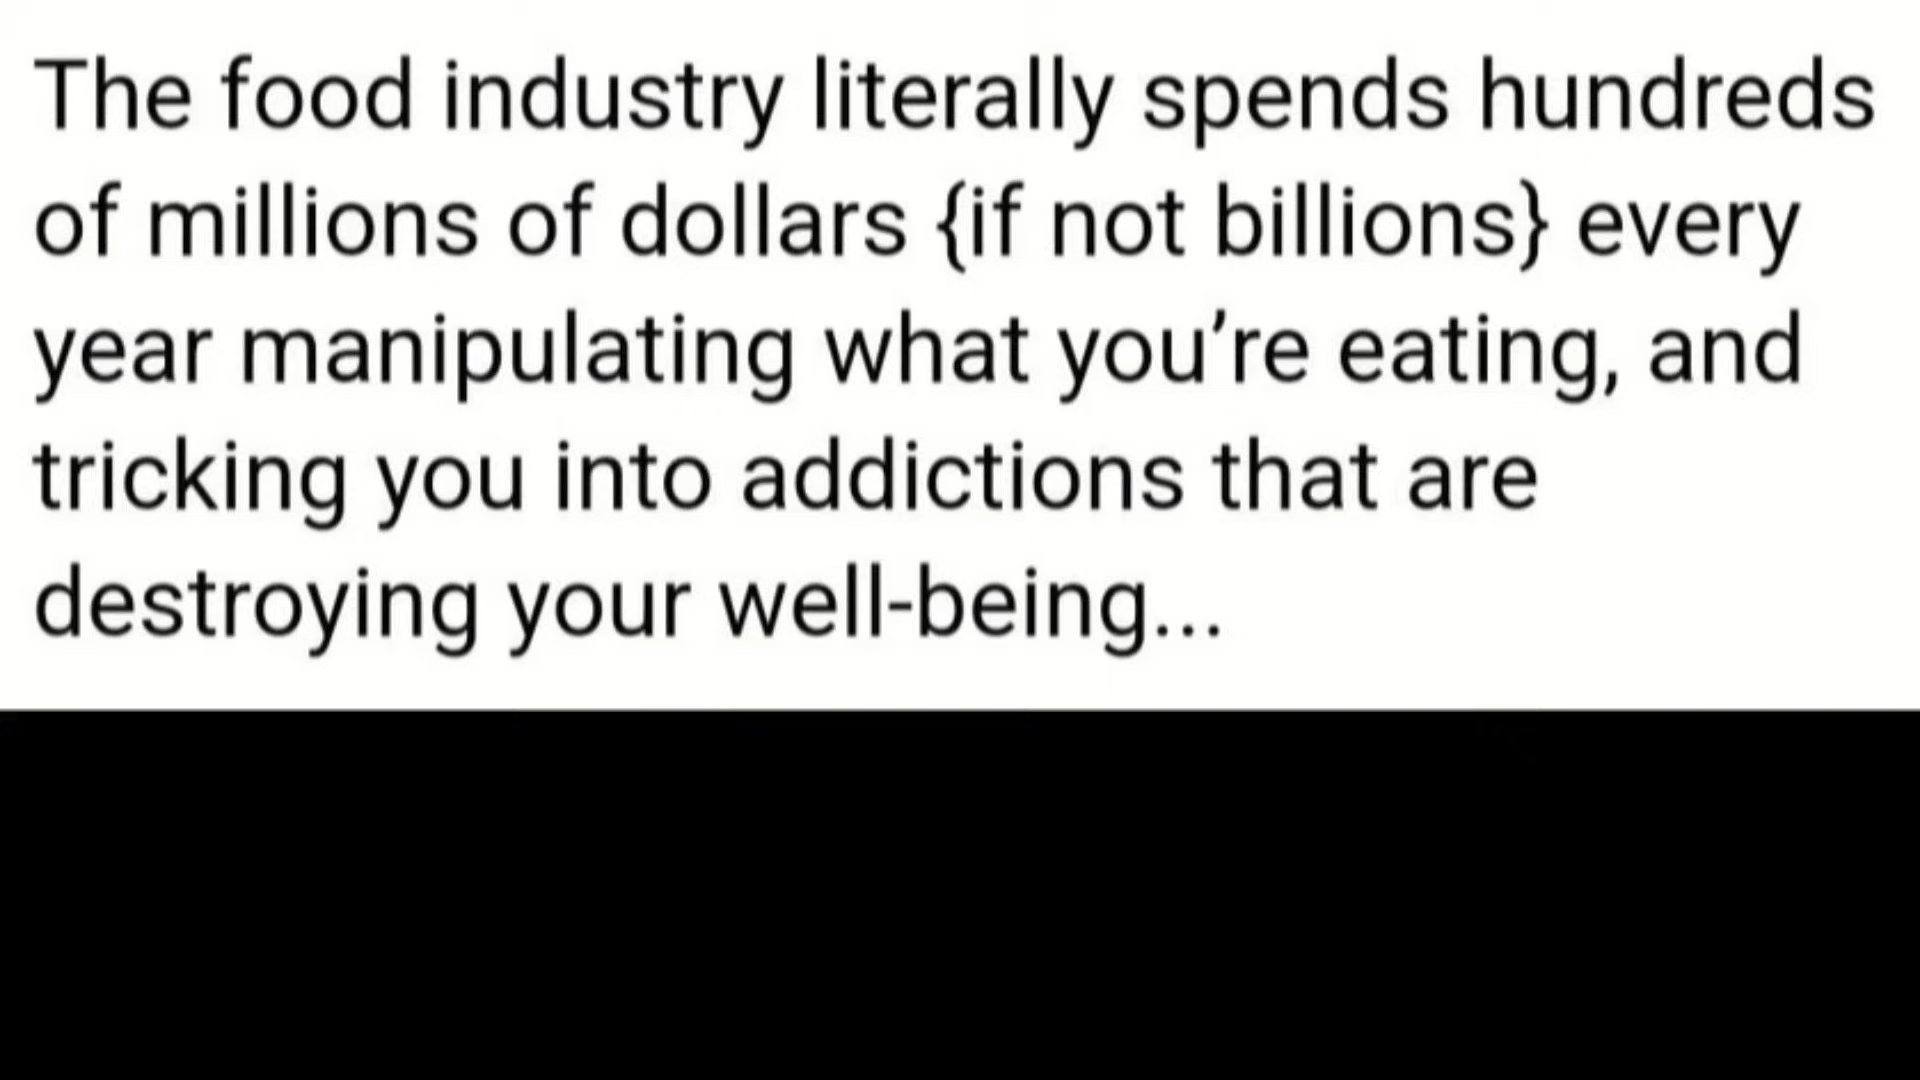 The food industry literally spends hundreds
of millions of dollars {if not billions} every
year manipulating what you’re eating, and
tricking you into addictions that are
destroying your well-being...